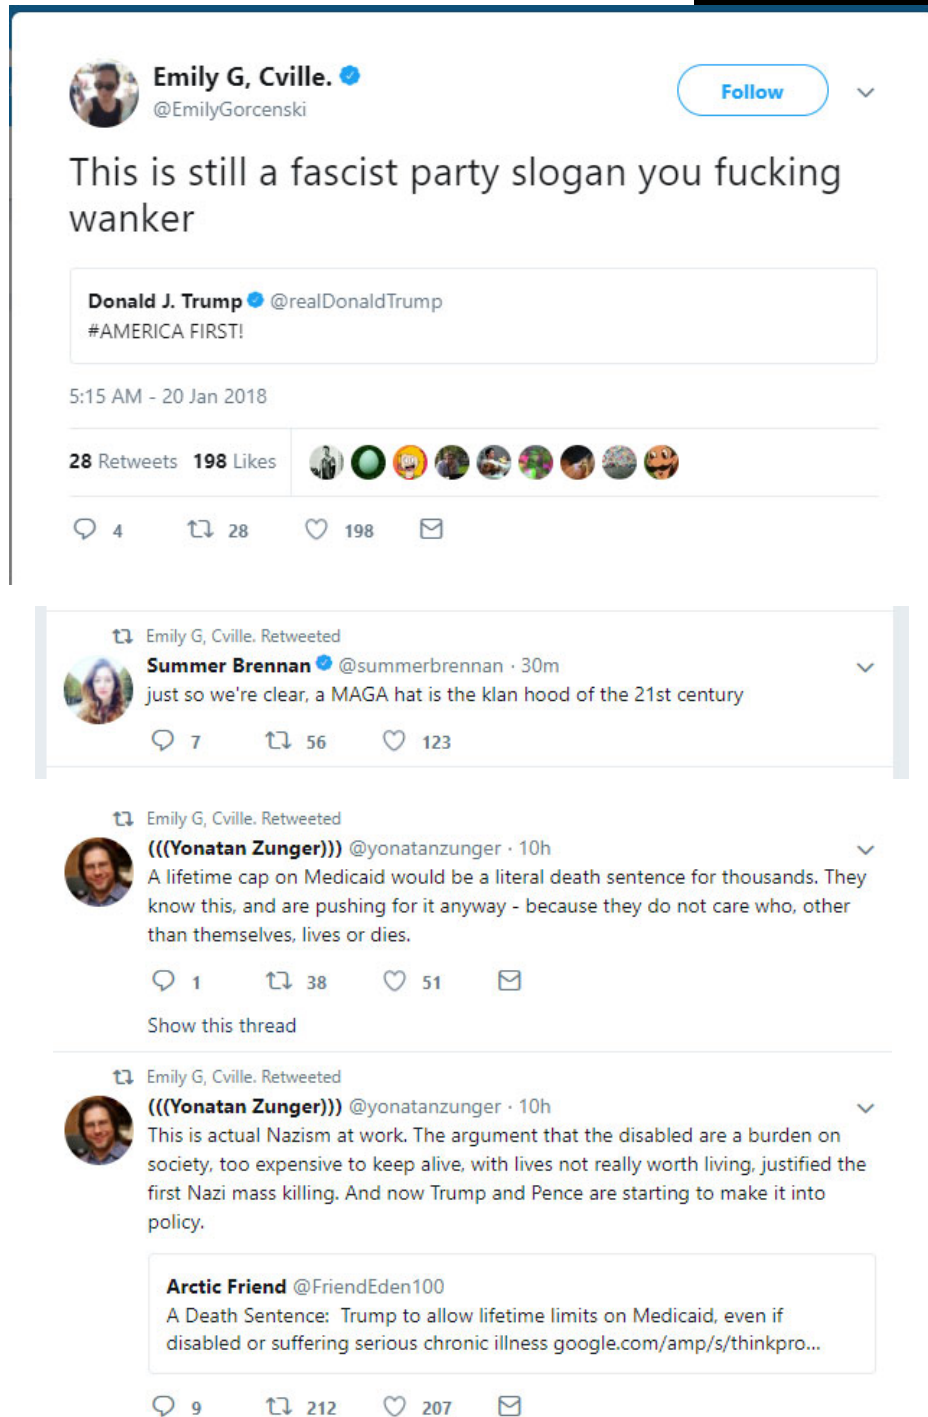 Emily G, Cville.
@EmilyGorcenski
Follow
This is still a fascist party slogan you fucking
wanker
Donald J. Trump @realDonaldTrump
#AMERICA FIRST!
5:15 AM - 20 Jan 2018
28 Retweets 198 Likes
4 28 198
Emily G, Cville. Retweeted
Summer Brennan @summerbrennan · 30m
just so we're clear, a MAGA hat is the klan hood of the 21st century
7 56 123
Emily G, Cville. Retweeted
(((Yonatan Zunger))) @yonatanzunger · 10h
A lifetime cap on Medicaid would be a literal death sentence for thousands. They
know this, and are pushing for it anyway - because they do not care who, other
than themselves, lives or dies.
1 38 51
Show this thread
Emily G, Cville. Retweeted
(((Yonatan Zunger))) @yonatanzunger · 10h
This is actual Nazism at work. The argument that the disabled are a burden on
society, too expensive to keep alive, with lives not really worth living, justified the
first Nazi mass killing. And now Trump and Pence are starting to make it into
policy.
Arctic Friend @FriendEden100
A Death Sentence: Trump to allow lifetime limits on Medicaid, even if
disabled or suffering serious chronic illness google.com/amp/s/thinkpro...
9 212 207